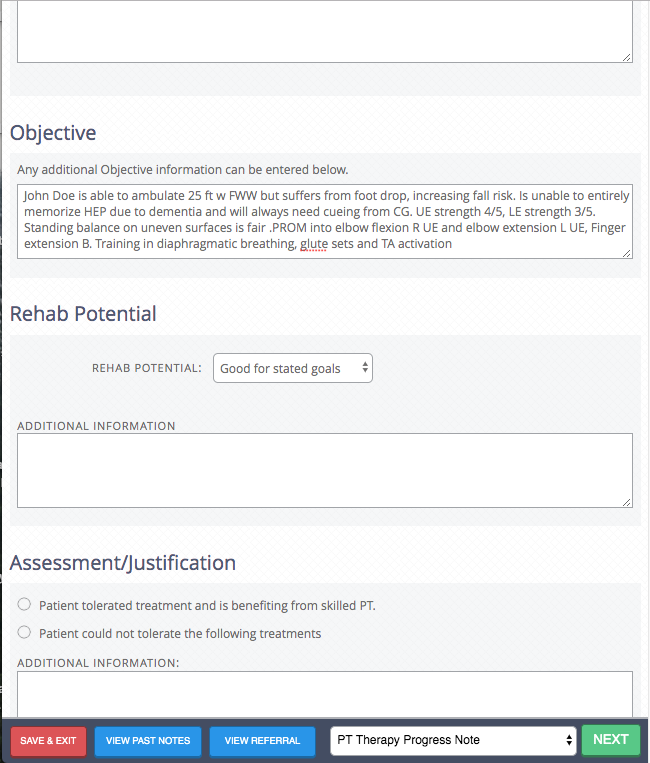 Objective
Any additional Objective information can be entered below.
John Doe is able to ambulate 25 ft w FWW but suffers from foot drop, increasing fall risk. Is unable to entirely
memorize HEP due to dementia and will always need cueing from CG. UE strength 4/5, LE strength 3/5.
Standing balance on uneven surfaces is fair .PROM into elbow flexion R UE and elbow extension L UE, Finger
extension B. Training in diaphragmatic breathing, glute sets and TA activation
Rehab Potential
REHAB POTENTIAL: Good for stated goals
ADDITIONAL INFORMATION
Assessment/Justification
Patient tolerated treatment and is benefiting from skilled PT.
Patient could not tolerate the following treatments
ADDITIONAL INFORMATION:
SAVE & EXIT VIEW PAST NOTES VIEW REFERRAL PT Therapy Progress Note NEXT